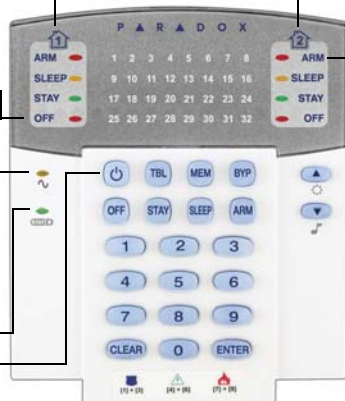 P A R A D O X
1 2
ARM 1 2 3 4 5 6 7 8 ARM
SLEEP 9 10 11 12 13 14 15 16 SLEEP
STAY 17 18 19 20 21 22 23 24 STAY
OFF 25 26 27 28 29 30 31 32 OFF
TBL MEM BYP
OFF STAY SLEEP ARM
1 2 3
4 5 6
7 8 9
CLEAR 0 ENTER
[1] + [3] [4] + [6] [7] + [9]